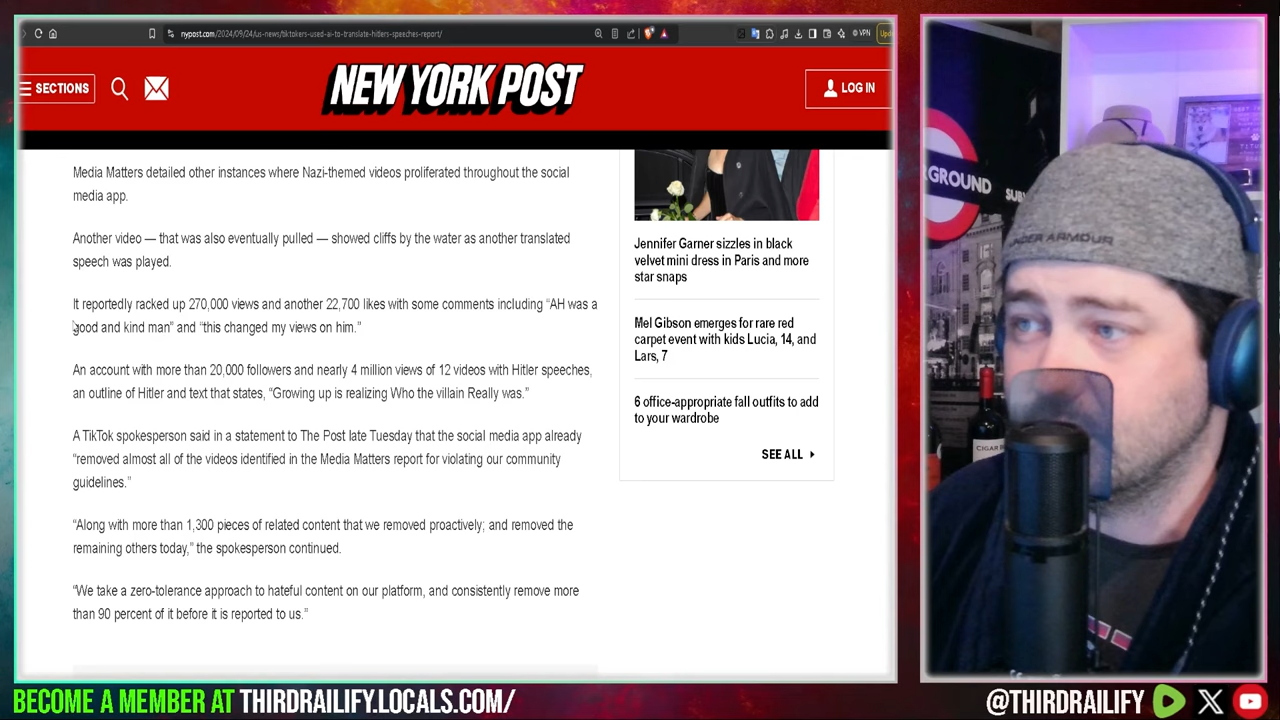 nypost.com/2024/09/24/us-news/tiktokers-used-ai-to-translate-hitlers-speeches-report/
VPN
SECTIONS
NEW YORK POST
LOG IN
Media Matters detailed other instances where Nazi-themed videos proliferated throughout the social
media app.
Another video — that was also eventually pulled — showed cliffs by the water as another translated
speech was played.
It reportedly racked up 270,000 views and another 22,700 likes with some comments including “AH was a
good and kind man” and “this changed my views on him.”
An account with more than 20,000 followers and nearly 4 million views of 12 videos with Hitler speeches,
an outline of Hitler and text that states, “Growing up is realizing Who the villain Really was.”
A TikTok spokesperson said in a statement to The Post late Tuesday that the social media app already
“removed almost all of the videos identified in the Media Matters report for violating our community
guidelines.”
“Along with more than 1,300 pieces of related content that we removed proactively; and removed the
remaining others today,” the spokesperson continued.
“We take a zero-tolerance approach to hateful content on our platform, and consistently remove more
than 90 percent of it before it is reported to us.”
Jennifer Garner sizzles in black
velvet mini dress in Paris and more
star snaps
Mel Gibson emerges for rare red
carpet event with kids Lucia, 14, and
Lars, 7
6 office-appropriate fall outfits to add
to your wardrobe
SEE ALL
RGROUND
UNDER ARMOUR
CIGAR
BECOME A MEMBER AT THIRDRAILIFY.LOCALS.COM/
@THIRDRAILIFY X